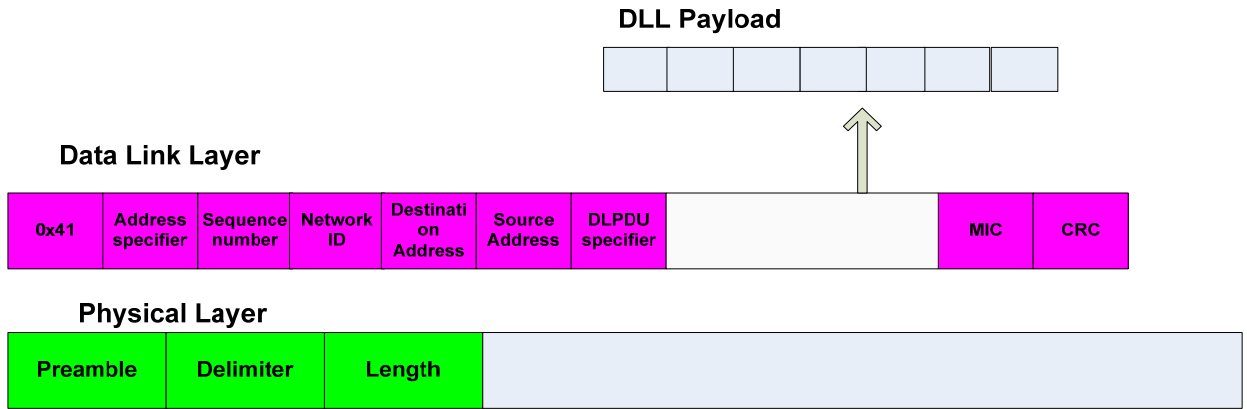 DLL Payload
Data Link Layer
0x41
Address
specifier
Sequence
number
Network
ID
Destinati
on
Address
Source
Address
DLPDU
specifier
MIC
CRC
Physical Layer
Preamble
Delimiter
Length